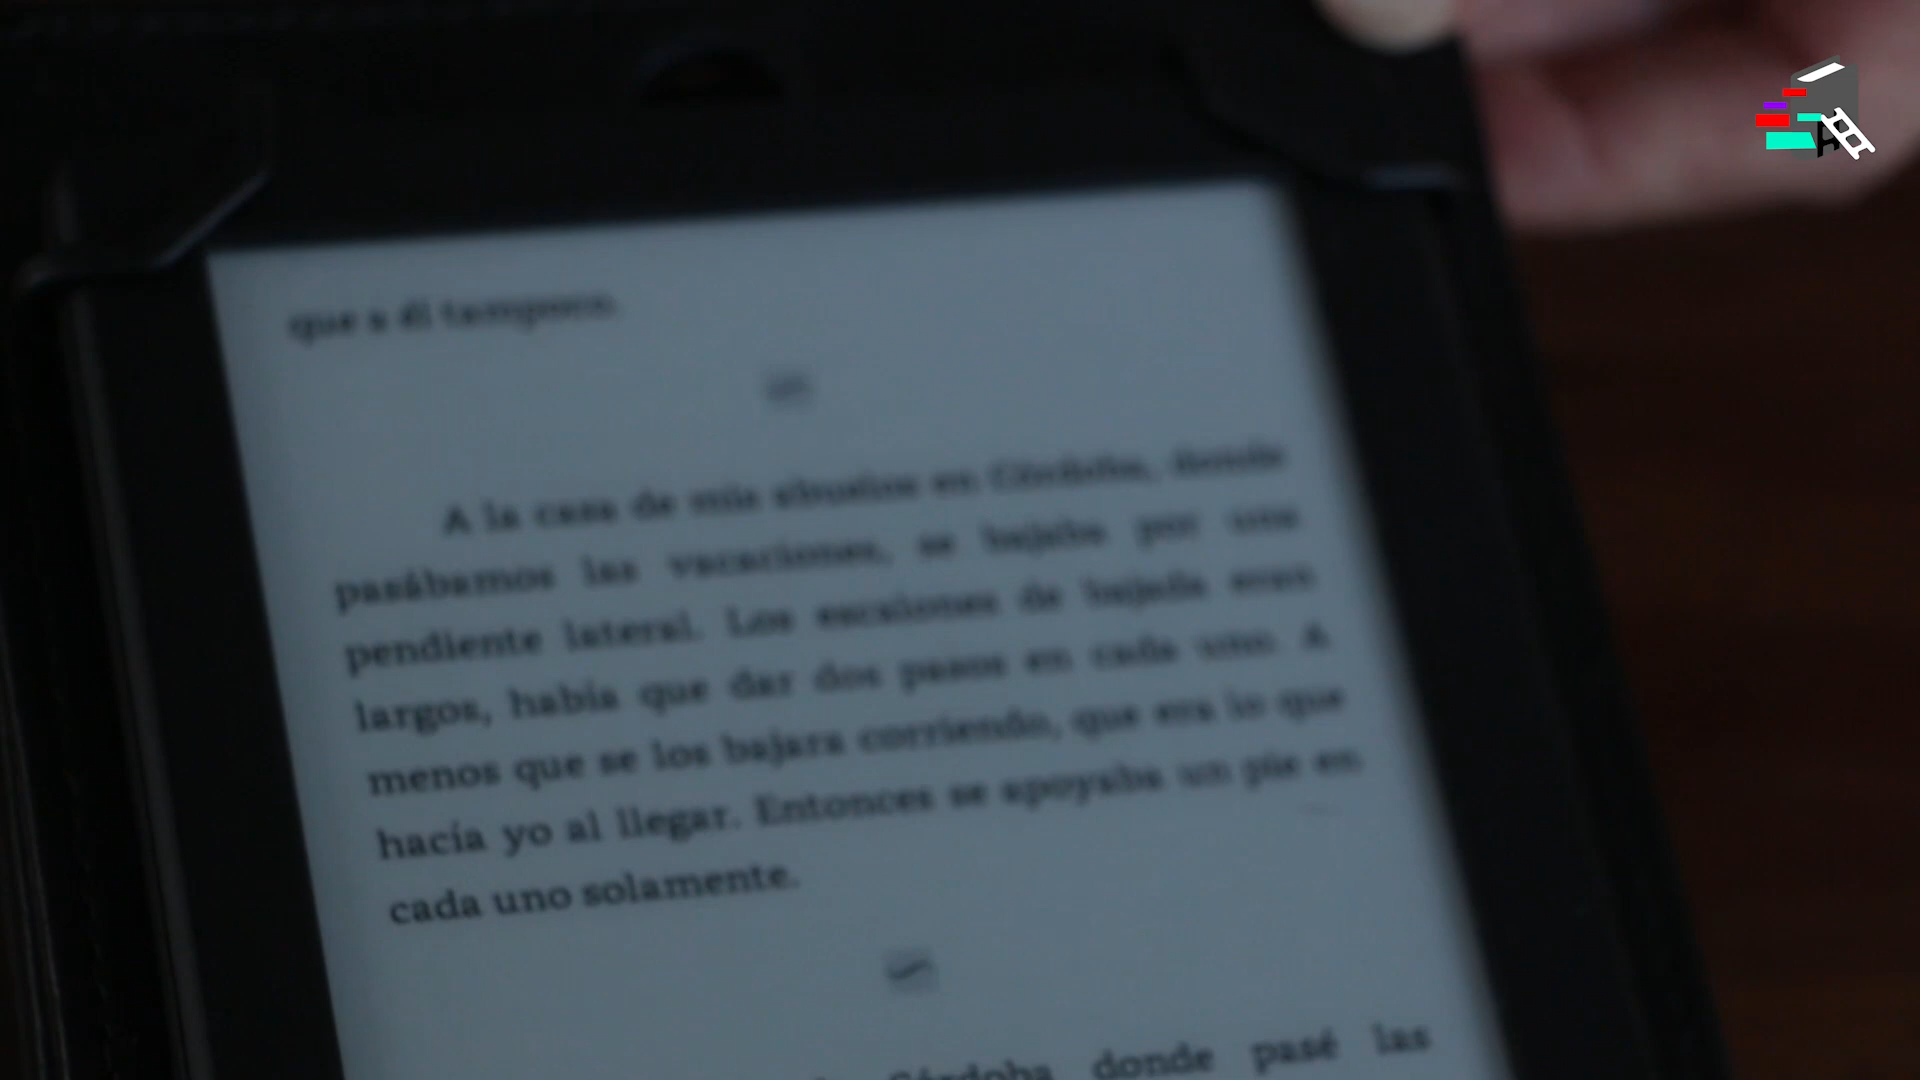 que a él tampoco.
A la casa de mis abuelos en Córdoba, donde
pasábamos las vacaciones, se bajaba por una
pendiente lateral. Los escalones de bajada eran
largos, había que dar dos pasos en cada uno. A
menos que se los bajara corriendo, que era lo que
hacía yo al llegar. Entonces se apoyaba un pie en
cada uno solamente.
Córdoba donde pasé las